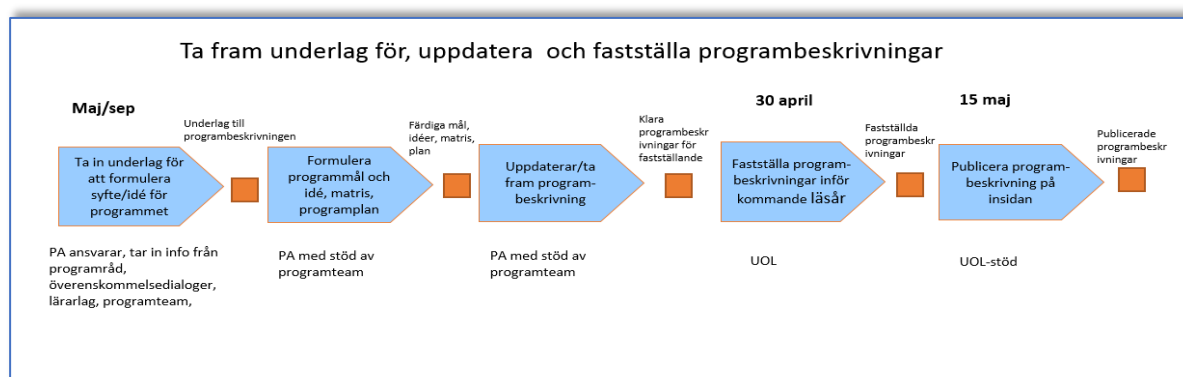 Ta fram underlag för, uppdatera och fastställa programbeskrivningar
Maj/sep
Underlag till
programbeskrivningen
Ta in underlag för
att formulera
syfte/idé för
programmet
PA ansvarar, tar in info från
programråd,
överenskommelsedialoger,
lärarlag, programteam,
Färdiga mål,
idéer, matris,
plan
Formulera
programmål och
idé, matris,
programplan
PA med stöd av
programteam
Klara
programbeskr
ivningar för
fastställande
Uppdaterar/ta
fram program-
beskrivning
PA med stöd av
programteam
30 april
Fastställda
programbeskr
ivningar
Fastställa program-
beskrivningar inför
kommande läsår
UOL
15 maj
Publicerade
programbeskr
ivningar
Publicera program-
beskrivning på
insidan
UOL-stöd